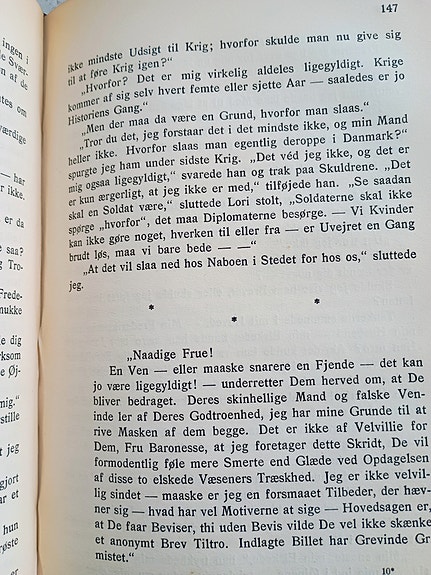 147
ikke mindste Udsigt til Krig; hvorfor skulde man nu give sig
til at føre Krig igen?“
„Hvorfor? Det er mig virkelig aldeles ligegyldigt. Krige
kommer af sig selv hvert femte eller sjette Aar — saaledes er jo
Historiens Gang.“
„Men der maa da være en Grund, hvorfor man slaas.“
„Tror du det, jeg forstaar det i det mindste ikke, og min Mand
heller ikke. Hvorfor slaas man egentlig deroppe i Danmark?“
spurgte jeg ham under sidste Krig. „Det véd jeg ikke, og det er
mig ogsaa ligegyldigt,“ svarede han og trak paa Skuldrene. „Det
er kun ærgerligt, at jeg ikke er med,“ tilføjede han. „Se saadan
skal en Soldat være,“ sluttede Lori stolt, „Soldaterne skal ikke
spørge „hvorfor“, det maa Diplomaterne besørge. — Vi Kvinder
kan ikke gøre noget, hverken til eller fra — er Uvejret en Gang
brudt løs, maa vi bare bede — —“
„At det vil slaa ned hos Naboen i Stedet for hos os,“ sluttede
jeg.
* * *
„Naadige Frue!
En Ven — eller maaske snarere en Fjende — det kan
jo være ligegyldigt! — underretter Dem herved om, at De
bliver bedraget. Deres skinhellige Mand og falske Ven-
inde ler af Deres Godtroenhed, jeg har mine Grunde til at
rive Masken af dem begge. Det er ikke af Velvillie for
Dem, Fru Baronesse, at jeg foretager dette Skridt, De vil
formodentlig føle mere Smerte end Glæde ved Opdagelsen
af disse to elskede Væseners Træskhed. Jeg er ikke velvil-
lig sindet — maaske er jeg en forsmaaet Tilbeder, der hæv-
ner sig — hvad har vel Motiverne at sige — Hovedsagen er,
at De faar Beviser, thi uden Bevis vilde De vel ikke skænke
et anonymt Brev Tiltro. Indlagte Billet har Grevinde Gr
mistet.“
10*